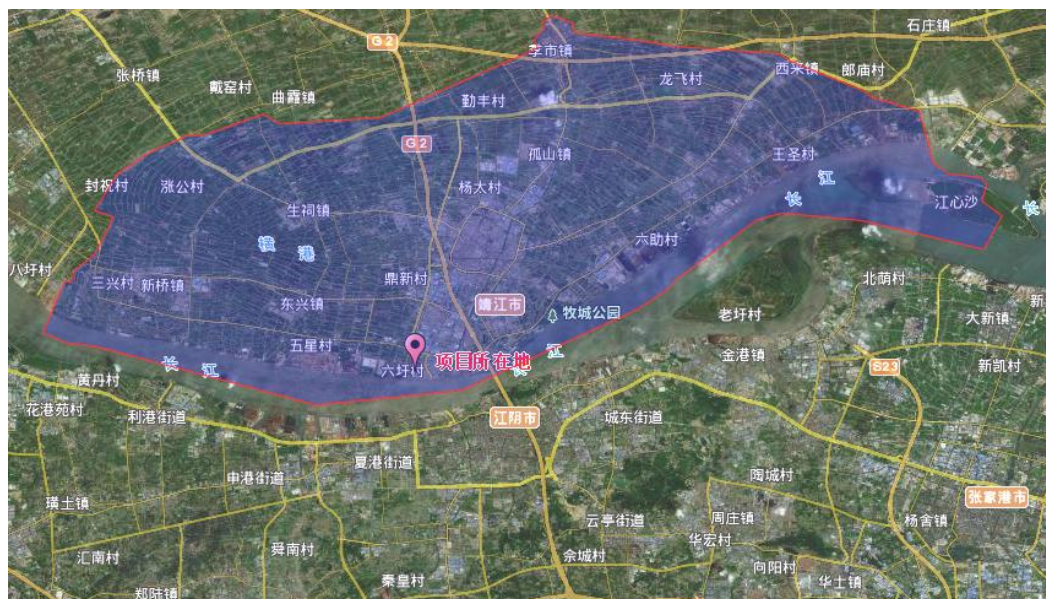 石庄镇
G2
季市镇
张桥镇
龙飞村
西来镇
郎庙村
戴窑村
曲霞镇
勤丰村
G2
孤山镇
王圣村
封祝村
涨公村
杨太村
长
江
江心沙
长
生祠镇
横
港
六助村
八圩村
三兴村
新桥镇
鼎新村
北荫村
东兴镇
靖江市
牧城公园
老圩村
大新镇
新
五星村
项目所在地
金港镇
长
江
六圩村
长
江
新凯村
S23
黄丹村
花港苑村
利港街道
江阴市
城东街道
夏港街道
申港街道
陶城村
璜土镇
张家港市
云亭街道
周庄镇
杨舍镇
汇南村
舜南村
华宏村
佘城村
向阳村
秦皇村
华士镇
郑陆镇